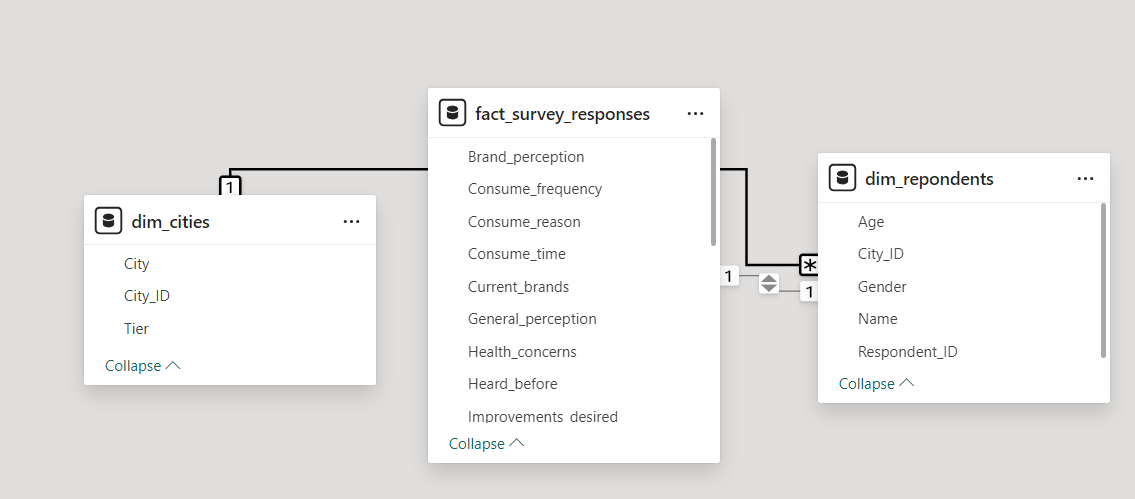 fact_survey_responses
Brand_perception
Consume_frequency
Consume_reason
Consume_time
Current_brands
General_perception
Health_concerns
Heard_before
Improvements_desired
Collapse
1
dim_cities
City
City_ID
Tier
Collapse
1
1
*
dim_repondents
Age
City_ID
Gender
Name
Respondent_ID
Collapse